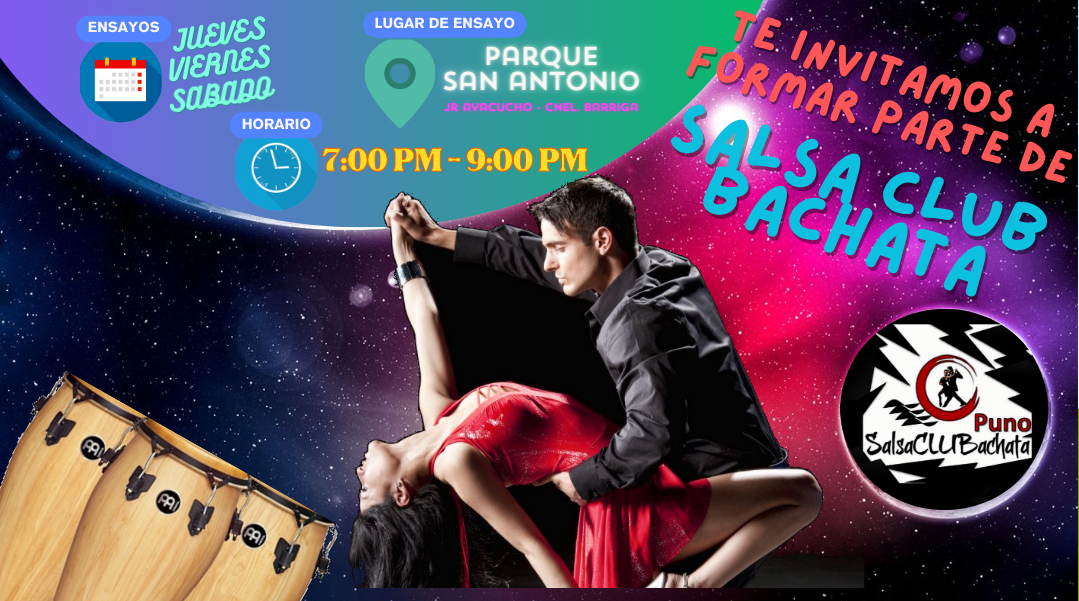 ENSAYOS
JUEVES
VIERNES
SABADO
LUGAR DE ENSAYO
PARQUE
SAN ANTONIO
JR AYACUCHO - CNEL. BARRIGA
HORARIO
7:00 PM - 9:00 PM
TE INVITAMOS A
FORMAR PARTE DE
SALSA CLUB
BACHATA
Puno
SalsaCLUBachata